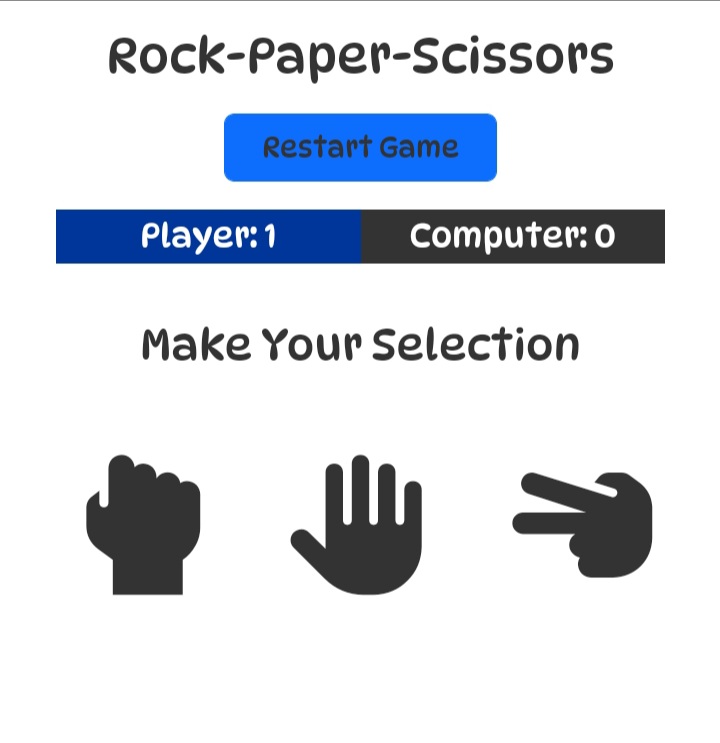 Rock-Paper-Scissors
Restart Game
Player: 1
Computer: 0
Make Your Selection